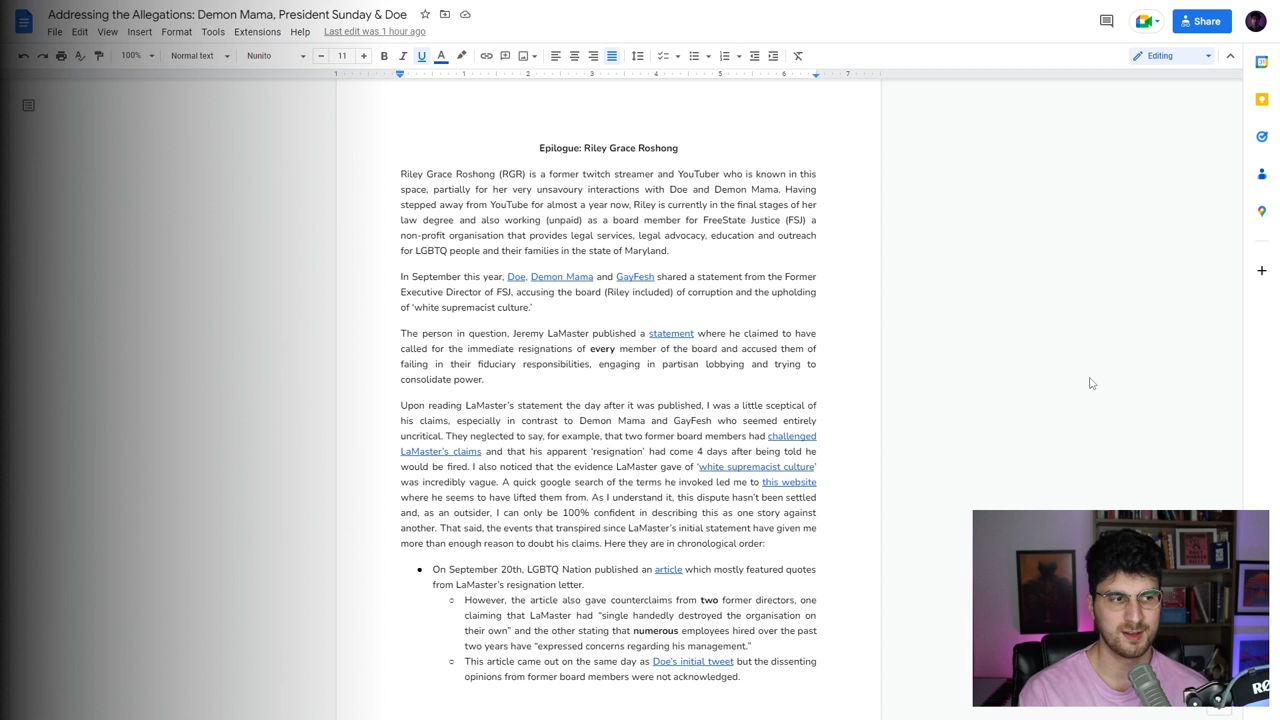 Addressing the Allegations: Demon Mama, President Sunday & Doe
File Edit View Insert Format Tools Extensions Help Last edit was 1 hour ago
Share
100% Normal text Nunito 11 B I U A Editing
1 1 2 3 4 5 6 7
Epilogue: Riley Grace Roshong
Riley Grace Roshong (RGR) is a former twitch streamer and YouTuber who is known in this
space, partially for her very unsavoury interactions with Doe and Demon Mama. Having
stepped away from YouTube for almost a year now, Riley is currently in the final stages of her
law degree and also working (unpaid) as a board member for FreeState Justice (FSJ) a
non-profit organisation that provides legal services, legal advocacy, education and outreach
for LGBTQ people and their families in the state of Maryland.
In September this year, Doe, Demon Mama and GayFesh shared a statement from the Former
Executive Director of FSJ, accusing the board (Riley included) of corruption and the upholding
of ‘white supremacist culture.’
The person in question, Jeremy LaMaster published a statement where he claimed to have
called for the immediate resignations of every member of the board and accused them of
failing in their fiduciary responsibilities, engaging in partisan lobbying and trying to
consolidate power.
Upon reading LaMaster’s statement the day after it was published, I was a little sceptical of
his claims, especially in contrast to Demon Mama and GayFesh who seemed entirely
uncritical. They neglected to say, for example, that two former board members had challenged
LaMaster’s claims and that his apparent ‘resignation’ had come 4 days after being told he
would be fired. I also noticed that the evidence LaMaster gave of ‘white supremacist culture’
was incredibly vague. A quick google search of the terms he invoked led me to this website
where he seems to have lifted them from. As I understand it, this dispute hasn’t been settled
and, as an outsider, I can only be 100% confident in describing this as one story against
another. That said, the events that transpired since LaMaster’s initial statement have given me
more than enough reason to doubt his claims. Here they are in chronological order:
● On September 20th, LGBTQ Nation published an article which mostly featured quotes
from LaMaster’s resignation letter.
○ However, the article also gave counterclaims from two former directors, one
claiming that LaMaster had “single handedly destroyed the organisation on
their own” and the other stating that numerous employees hired over the past
two years have “expressed concerns regarding his management.”
○ This article came out on the same day as Doe’s initial tweet but the dissenting
opinions from former board members were not acknowledged.